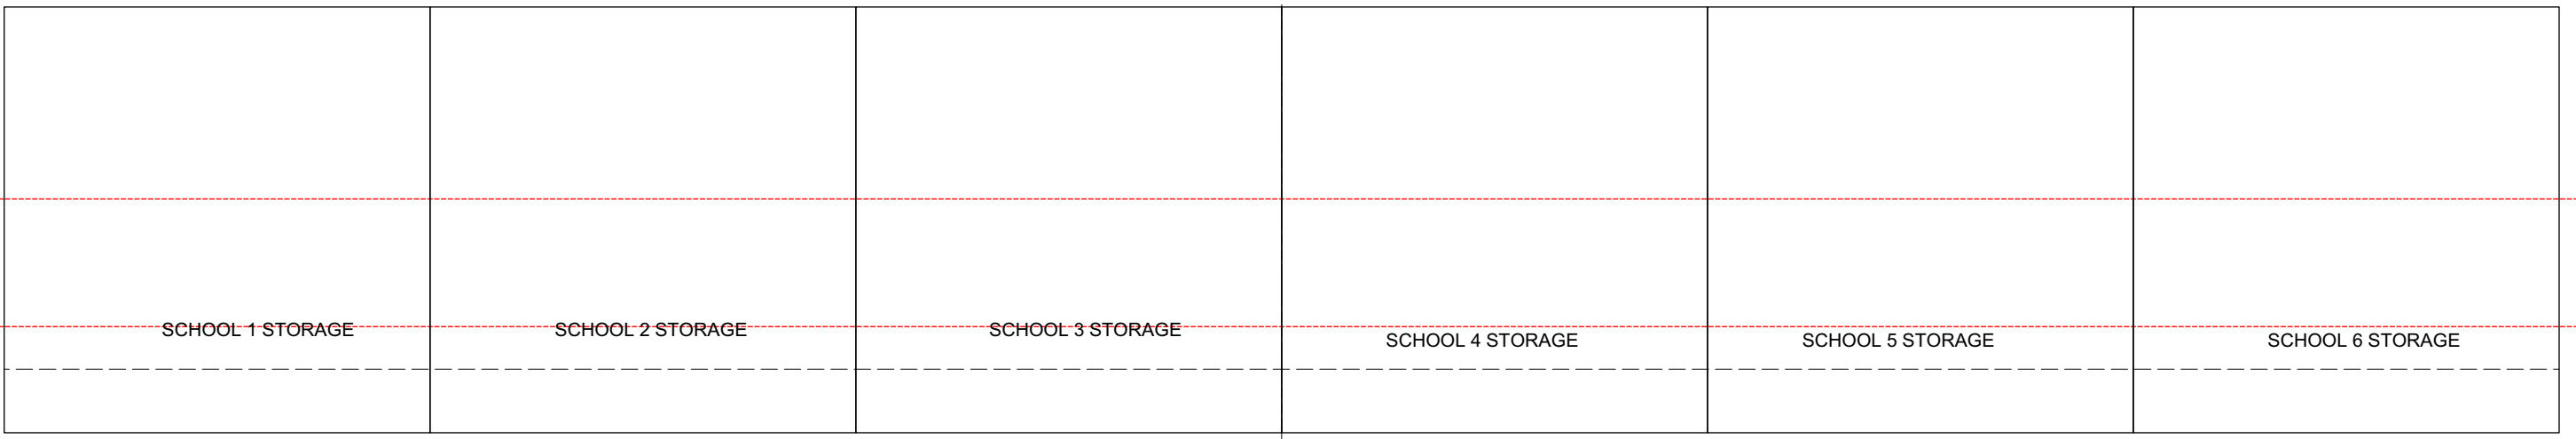 SCHOOL 1 STORAGE
SCHOOL 2 STORAGE
SCHOOL 3 STORAGE
SCHOOL 4 STORAGE
SCHOOL 5 STORAGE
SCHOOL 6 STORAGE